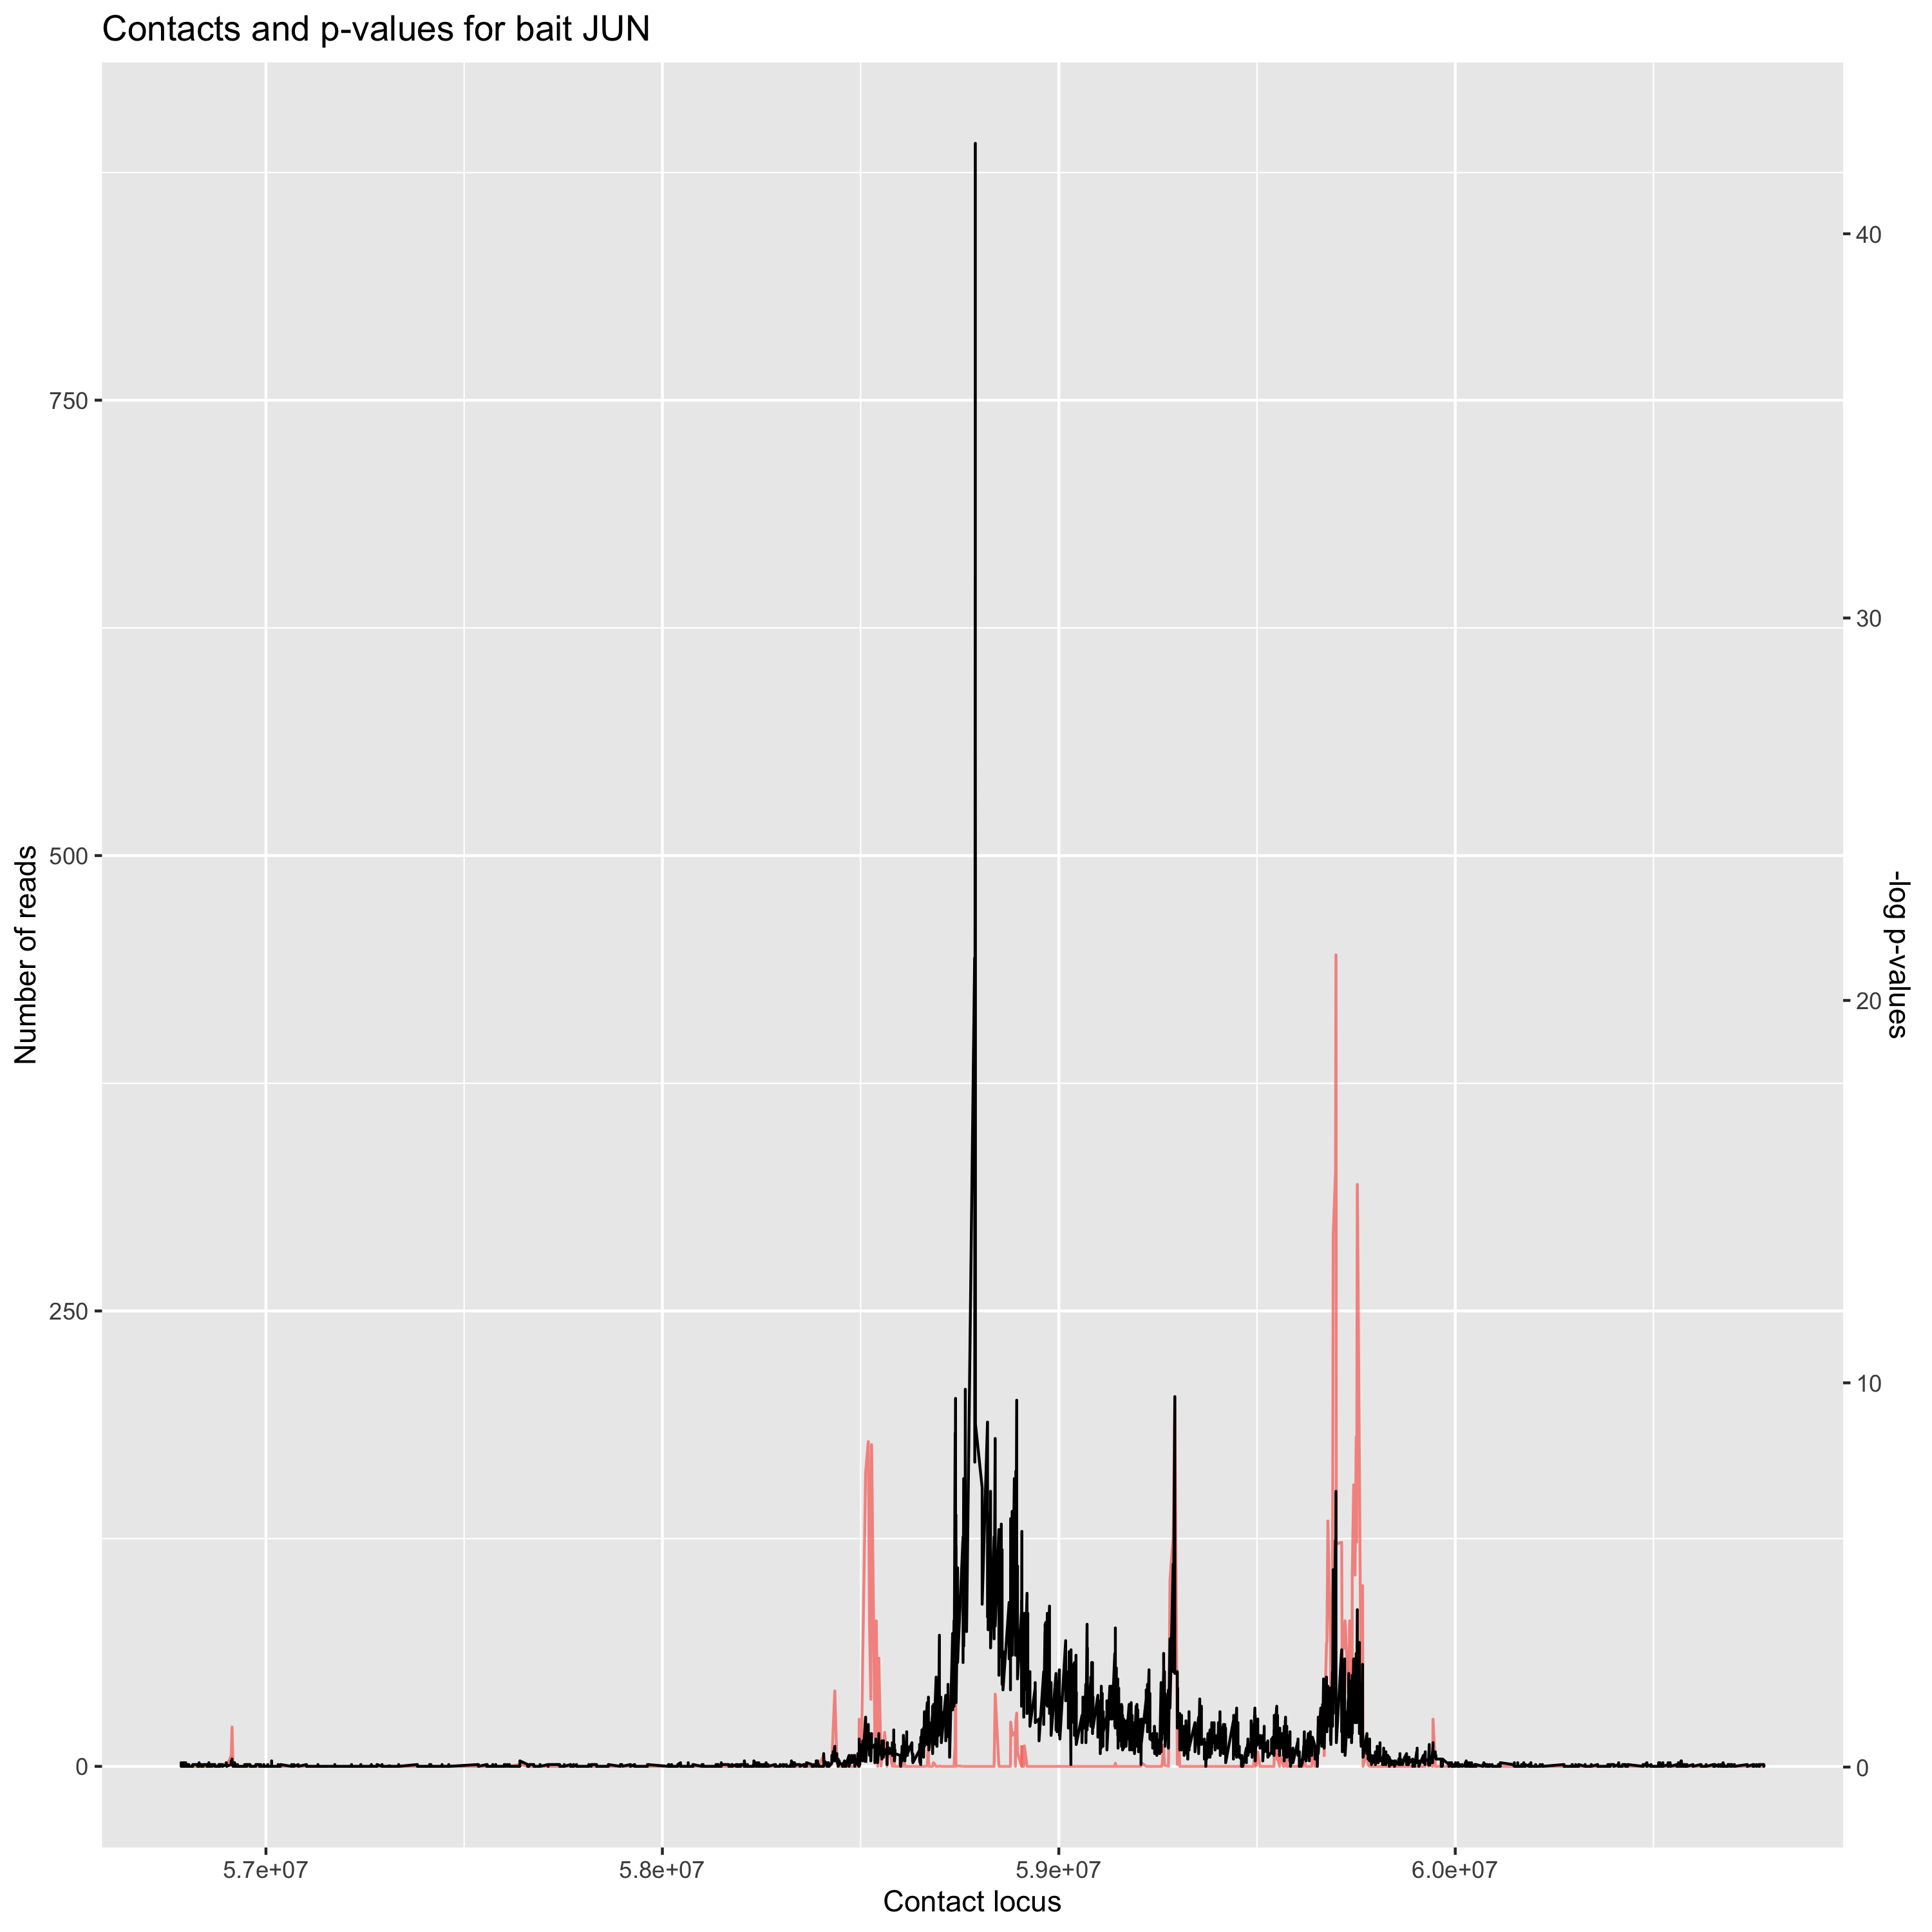 Contacts and p-values for bait JUN
Number of reads
750
500
250
0
40
30
20
10
0
-log p-values
5.7e+07
5.8e+07
5.9e+07
6.0e+07
Contact locus